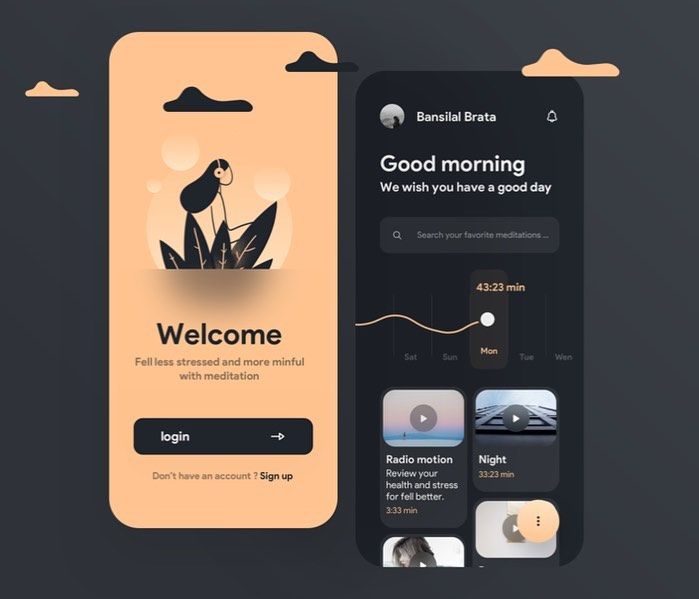 Welcome
Fell less stressed and more minful
with meditation
login
Don't have an account ? Sign up
Bansilal Brata
Good morning
We wish you have a good day
Search your favorite meditations ...
43:23 min
Sat
Sun
Mon
Tue
Wen
Radio motion
Review your
health and stress
for fell better.
3:33 min
Night
33:23 min